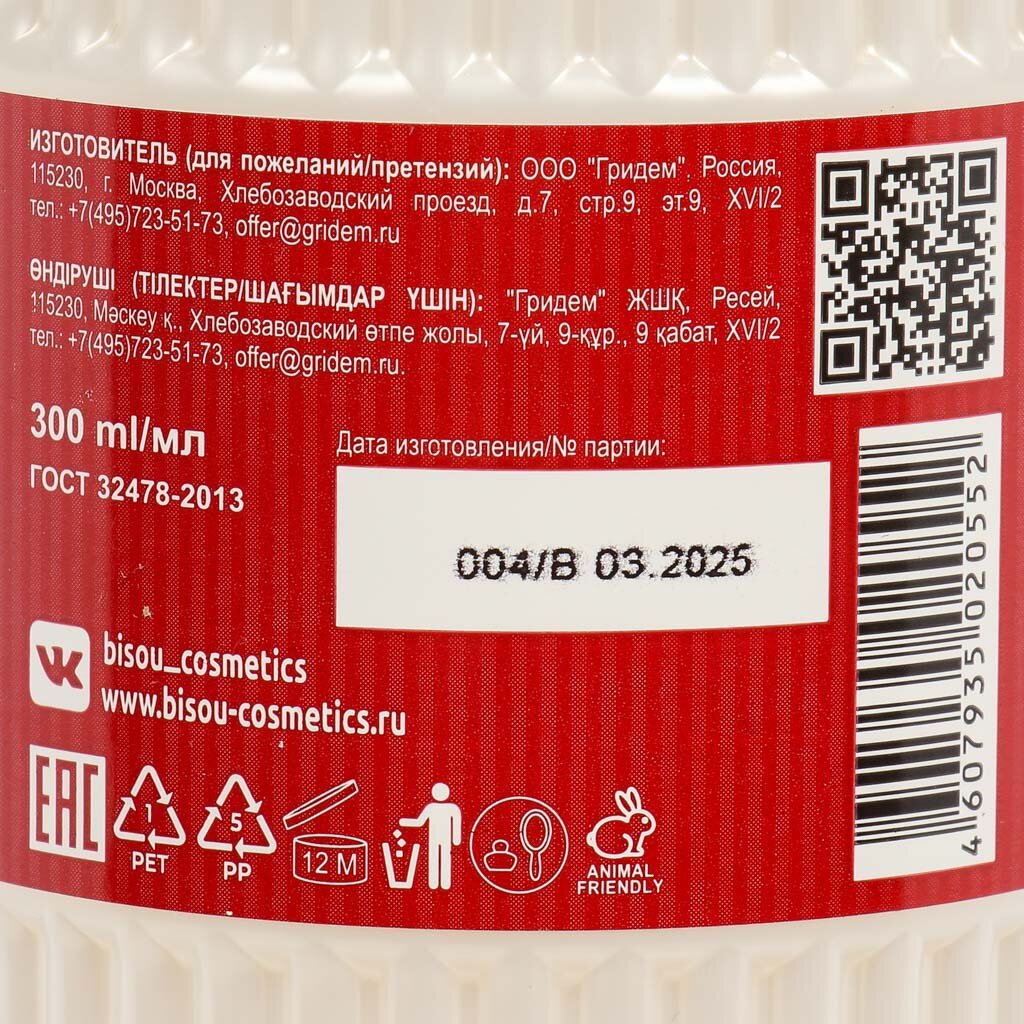 ИЗГОТОВИТЕЛЬ (для пожеланий/претензий): ООО "Гридем". Россия,
115230, г. Москва, Хлебозаводский проезд, д.7, стр.9, эт.9, XVI/2
тел.: +7(495)723-51-73, offer@gridem.ru
ӨНДІРУШІ (ТІЛЕКТЕР/ШАҒЫМДАР ҮШІН): "Гридем" ЖШҚ, Ресей,
115230, Мәскеу қ., Хлебозаводский өтпе жолы, 7-үй, 9-құр., 9 қабат, XVI/2
тел.: +7(495)723-51-73, offer@gridem.ru.
300 ml/мл
ГОСТ 32478-2013
Дата изготовления/№ партии:
004/В 03.2025
bisou_cosmetics
www.bisou-cosmetics.ru
EAC
1
PET
5
PP
12 M
ANIMAL
FRIENDLY
4 607935 020552